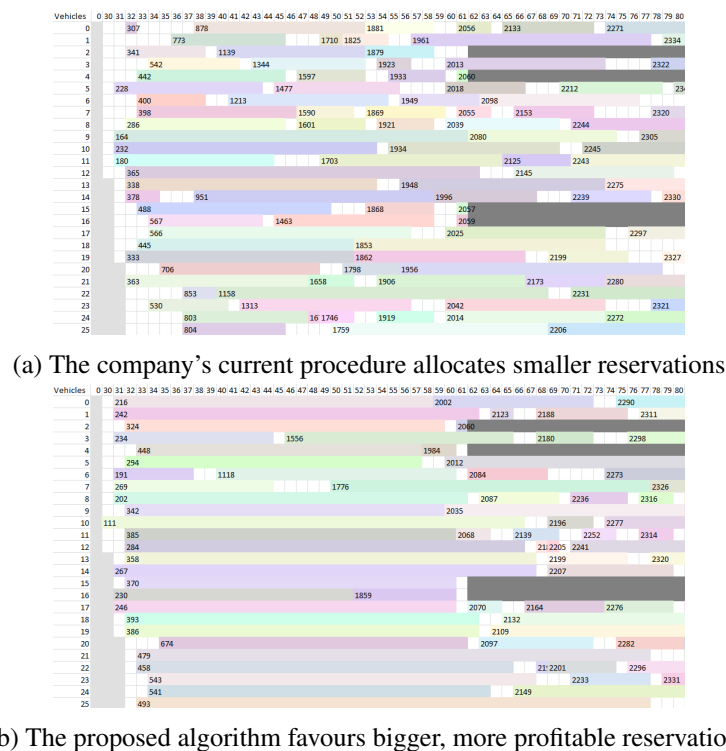 Vehicles 0 30 31 32 33 34 35 36 37 38 39 40 41 42 43 44 45 46 47 48 49 50 51 52 53 54 55 56 57 58 59 60 61 62 63 64 65 66 67 68 69 70 71 72 73 74 75 76 77 78 79 80
0 307 878 1881 2056 2133 2271
1 773 1710 1825 1961 2334
2 341 1139 1879
3 542 1344 1923 2013 2322
4 442 1597 1933 2060
5 228 1477 2018 2212 234
6 400 1213 1949 2098
7 398 1590 1869 2055 2153 2320
8 286 1601 1921 2039 2244
9 164 2080 2305
10 232 1934 2245
11 180 1703 2125 2243
12 365 2145
13 338 1948 2275
14 378 951 1996 2239 2330
15 488 1868 2057
16 567 1463 2059
17 566 2025 2297
18 445 1853
19 333 1862 2199 2327
20 706 1798 1956
21 363 1658 1906 2173 2280
22 853 1158 2231
23 530 1313 2042 2321
24 803 16 1746 1919 2014 2272
25 804 1759 2206
(a) The company's current procedure allocates smaller reservations
Vehicles 0 30 31 32 33 34 35 36 37 38 39 40 41 42 43 44 45 46 47 48 49 50 51 52 53 54 55 56 57 58 59 60 61 62 63 64 65 66 67 68 69 70 71 72 73 74 75 76 77 78 79 80
0 216 2002 2290
1 242 2123 2188 2311
2 324 2060
3 234 1556 2180 2298
4 448 1984
5 294 2012
6 191 1118 2084 2273
7 269 1776 2326
8 202 2087 2236 2316
9 342 2035
10 111 2196 2277
11 385 2068 2139 2252 2314
12 284 2205 2241
13 358 2199 2320
14 267 2207
15 370
16 230 1859
17 246 2070 2164 2276
18 393 2132
19 386 2109
20 674 2097 2282
21 479
22 458 2201 2296
23 543 2233 2331
24 541 2149
25 493
) The proposed algorithm favours bigger, more profitable reservatio